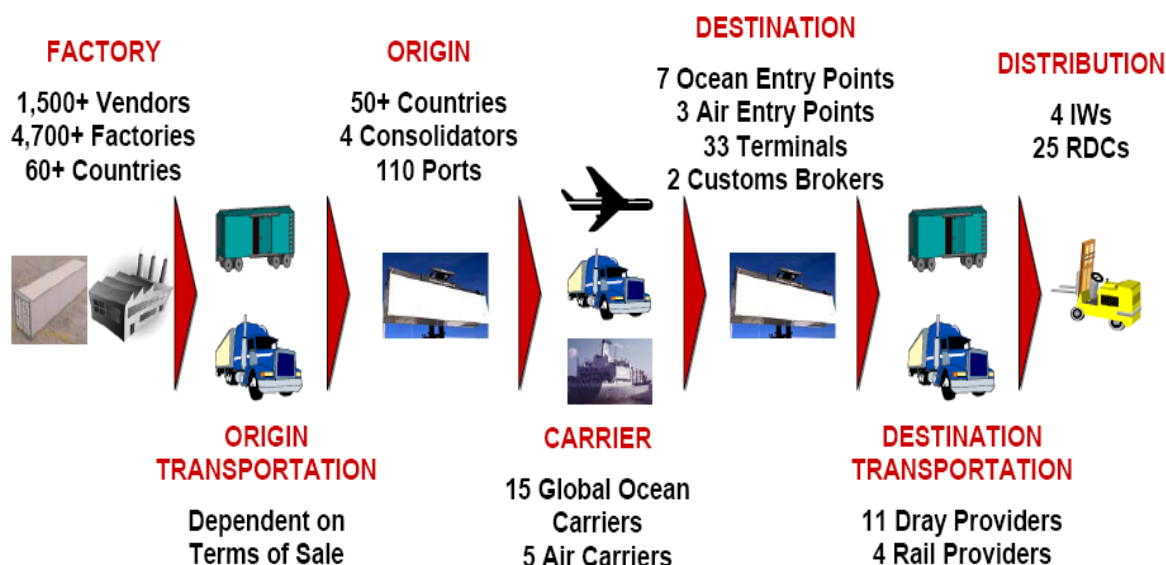 FACTORY
1,500+ Vendors
4,700+ Factories
60+ Countries
ORIGIN
TRANSPORTATION
Dependent on
Terms of Sale
ORIGIN
50+ Countries
4 Consolidators
110 Ports
CARRIER
15 Global Ocean
Carriers
5 Air Carriers
DESTINATION
7 Ocean Entry Points
3 Air Entry Points
33 Terminals
2 Customs Brokers
DESTINATION
TRANSPORTATION
11 Dray Providers
4 Rail Providers
DISTRIBUTION
4 IWs
25 RDCs